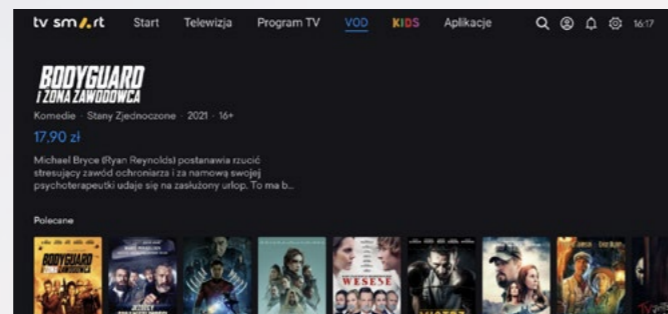 tv smart Start Telewizja Program TV VOD KIDS Aplikacje 16:17
BODYGUARD
I ŻONA ZAWODOWCA
Komedie - Stany Zjednoczone - 2021 - 16+
17,90 zł
Michael Bryce (Ryan Reynolds) postanawia rzucić
stresujący zawód ochroniarza i za namową swojej
psychoterapeutki udaje się na zasłużony urlop. To ma b...
Polecane
BODYGUARD
WESELE